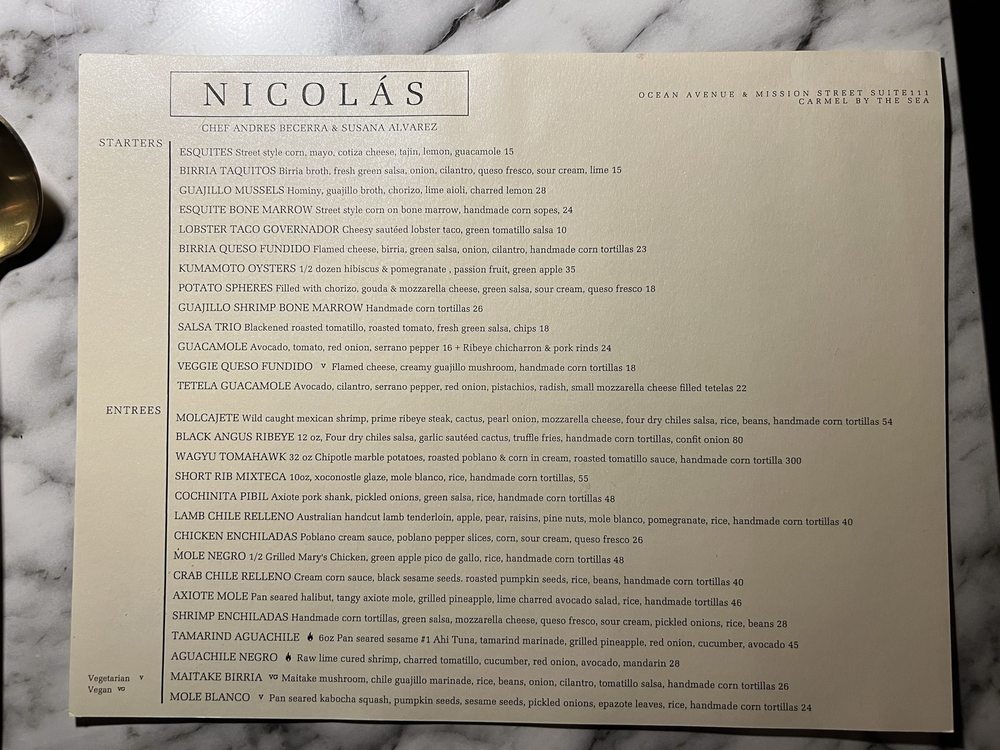 NICOLÁS
OCEAN AVENUE & MISSION STREET SUITE111
CARMEL BY THE SEA
CHEF ANDRES BECERRA & SUSANA ALVAREZ
STARTERS
ESQUITES Street style corn, mayo, cotiza cheese, tajin, lemon, guacamole 15
BIRRIA TAQUITOS Birria broth, fresh green salsa, onion, cilantro, queso fresco, sour cream, lime 15
GUAJILLO MUSSELS Hominy, guajillo broth, chorizo, lime aioli, charred lemon 28
ESQUITE BONE MARROW Street style corn on bone marrow, handmade corn sopes, 24
LOBSTER TACO GOVERNADOR Cheesy sautéed lobster taco, green tomatillo salsa 10
BIRRIA QUESO FUNDIDO Flamed cheese, birria, green salsa, onion, cilantro, handmade corn tortillas 23
KUMAMOTO OYSTERS 1/2 dozen hibiscus & pomegranate , passion fruit, green apple 35
POTATO SPHERES Filled with chorizo, gouda & mozzarella cheese, green salsa, sour cream, queso fresco 18
GUAJILLO SHRIMP BONE MARROW Handmade corn tortillas 26
SALSA TRIO Blackened roasted tomatillo, roasted tomato, fresh green salsa, chips 18
GUACAMOLE Avocado, tomato, red onion, serrano pepper 16 + Ribeye chicharron & pork rinds 24
VEGGIE QUESO FUNDIDO V Flamed cheese, creamy guajillo mushroom, handmade corn tortillas 18
TETELA GUACAMOLE Avocado, cilantro, serrano pepper, red onion, pistachios, radish, small mozzarella cheese filled tetelas 22
ENTREES
MOLCAJETE Wild caught mexican shrimp, prime ribeye steak, cactus, pearl onion, mozzarella cheese, four dry chiles salsa, rice, beans, handmade corn tortillas 54
BLACK ANGUS RIBEYE 12 oz, Four dry chiles salsa, garlic sautéed cactus, truffle fries, handmade corn tortillas, confit onion 80
WAGYU TOMAHAWK 32 oz Chipotle marble potatoes, roasted poblano & corn in cream, roasted tomatillo sauce, handmade corn tortilla 300
SHORT RIB MIXTECA 10oz, xoconostle glaze, mole blanco, rice, handmade corn tortillas, 55
COCHINITA PIBIL Axiote pork shank, pickled onions, green salsa, rice, handmade corn tortillas 48
LAMB CHILE RELLENO Australian handcut lamb tenderloin, apple, pear, raisins, pine nuts, mole blanco, pomegranate, rice, handmade corn tortillas 40
CHICKEN ENCHILADAS Poblano cream sauce, poblano pepper slices, corn, sour cream, queso fresco 26
MOLE NEGRO 1/2 Grilled Mary's Chicken, green apple pico de gallo, rice, handmade corn tortillas 48
CRAB CHILE RELLENO Cream corn sauce, black sesame seeds, roasted pumpkin seeds, rice, beans, handmade corn tortillas 40
AXIOTE MOLE Pan seared halibut, tangy axiote mole, grilled pineapple, lime charred avocado salad, rice, handmade corn tortillas 46
SHRIMP ENCHILADAS Handmade corn tortillas, green salsa, mozzarella cheese, queso fresco, sour cream, pickled onions, rice, beans 28
TAMARIND AGUACHILE 6oz Pan seared sesame #1 Ahi Tuna, tamarind marinade, grilled pineapple, red onion, cucumber, avocado 45
AGUACHILE NEGRO Raw lime cured shrimp, charred tomatillo, cucumber, red onion, avocado, mandarin 28
MAITAKE BIRRIA VG Maitake mushroom, chile guajillo marinade, rice, beans, onion, cilantro, tomatillo salsa, handmade corn tortillas 26
MOLE BLANCO V Pan seared kabocha squash, pumpkin seeds, sesame seeds, pickled onions, epazote leaves, rice, handmade corn tortillas 24
Vegetarian V
Vegan VG